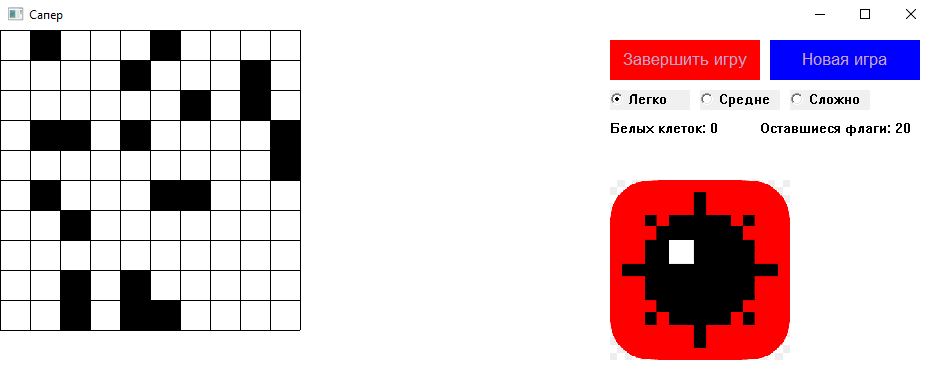 Сапер
Завершить игру
Новая игра
Легко
Средне
Сложно
Белых клеток: 0
Оставшиеся флаги: 20